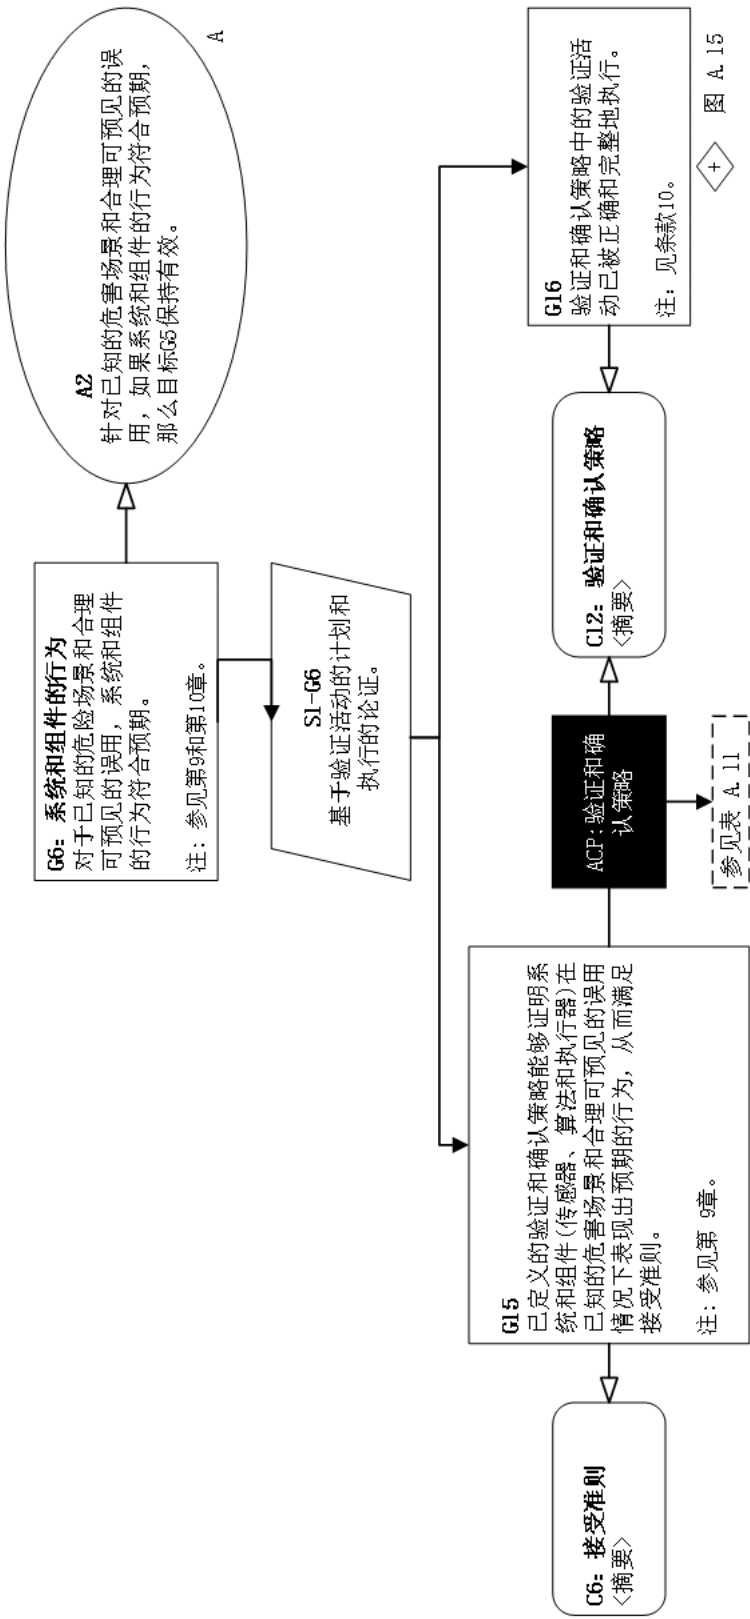 G6: 系统和组件的行为
对于已知的危险场景和合理
可预见的误用，系统和组件
的行为符合预期。
注: 参见第9和第10章。
A2
针对已知的危害场景和合理可预见的误
用，如果系统和组件的行为符合预期，
那么目标G5保持有效。
A
S1-G6
基于验证活动的计划和
执行的论证。
C6: 接受准则
<摘要>
G15
已定义的验证和确认策略能够证明系
统和组件(传感器、算法和执行器)在
已知的危害场景和合理可预见的误用
情况下表现出预期的行为，从而满足
接受准则。
注: 参见第 9章。
ACP:验证和确
认策略
参见表 A.11
C12: 验证和确认策略
<摘要>
G16
验证和确认策略中的验证活
动已被正确和完整地执行。
注: 见条款10。
+ 图 A.15